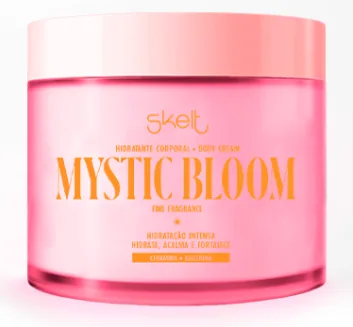 skelt
HIDRATANTE CORPORAL • BODY CREAM
MYSTIC BLOOM
FINE FRAGRANCE
HIDRATAÇÃO INTENSA
HIDRATA, ACALMA E FORTALECE